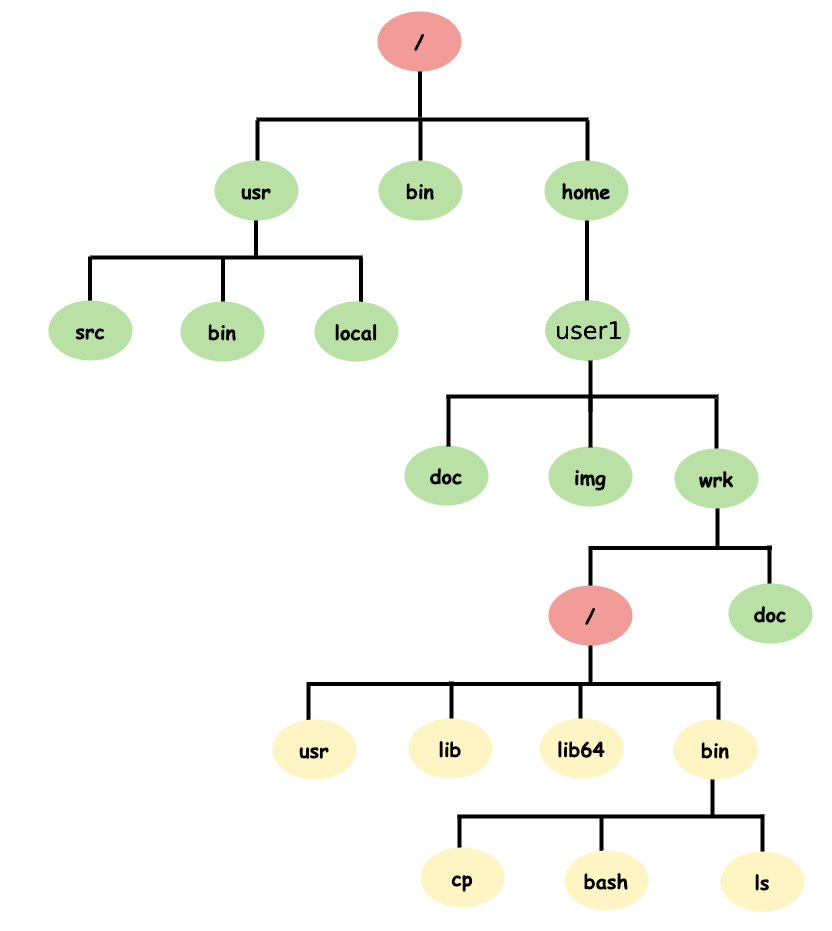 /
usr
bin
home
src
bin
local
user1
doc
img
wrk
/
doc
usr
lib
lib64
bin
cp
bash
ls